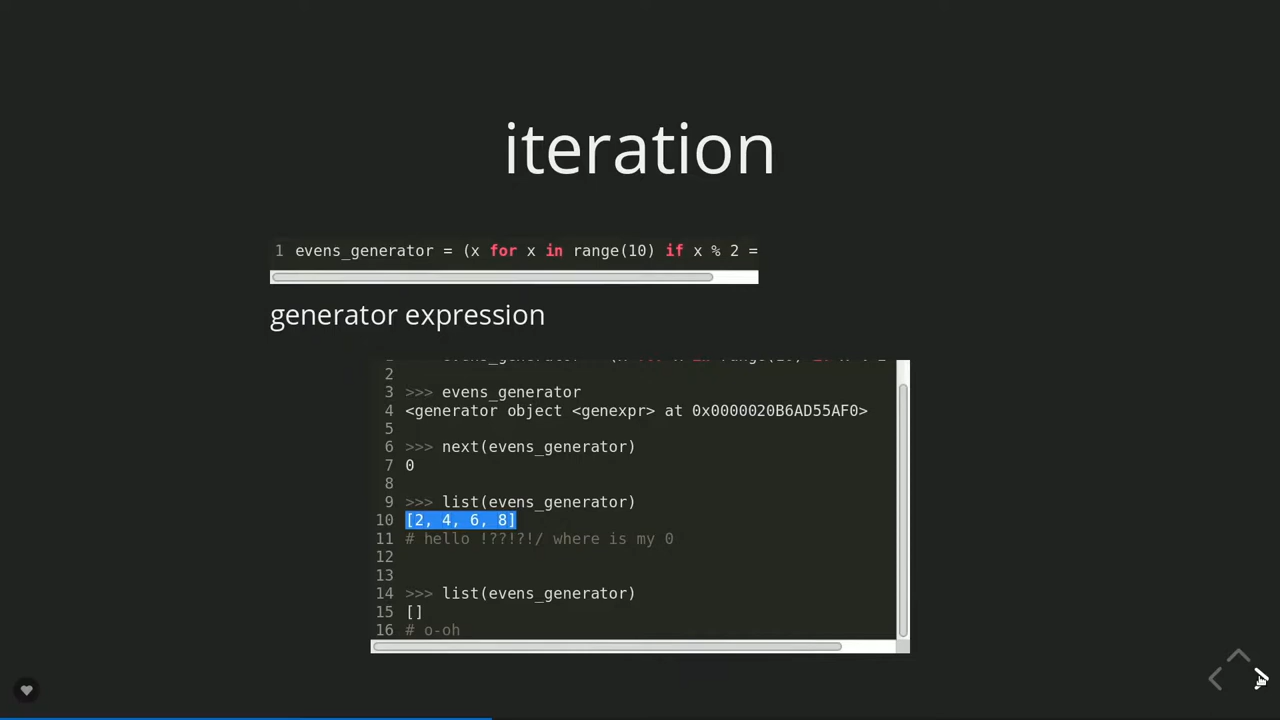 iteration
1 evens_generator = (x for x in range(10) if x % 2 =
generator expression
2
3 >>> evens_generator
4 <generator object <genexpr> at 0x0000020B6AD55AF0>
5
6 >>> next(evens_generator)
7 0
8
9 >>> list(evens_generator)
10 [2, 4, 6, 8]
11 # hello !??!?!/ where is my 0
12
13
14 >>> list(evens_generator)
15 []
16 # o-oh